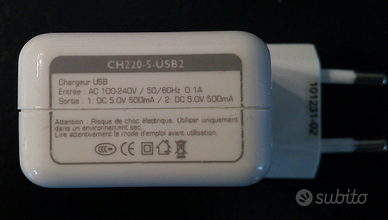 CH220-S-USB2
Chargeur USB
Entrée : AC 100-240V / 50/60Hz 0.1A
Sortie : 1: DC 5.0V 500mA / 2: DC 5.0V 500mA
Attention : Risque de choc électrique. Utiliser uniquement
dans un environnement sec.
Lire attentivement le mode d'emploi avant utilisation.
101231-02
subito